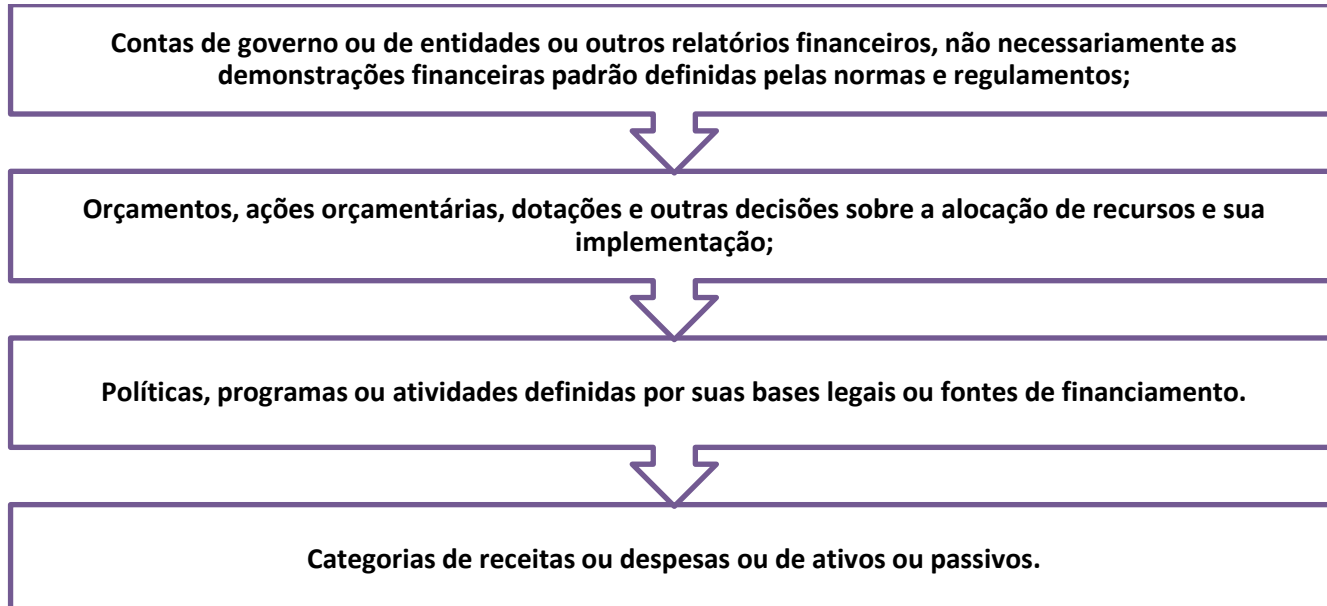 Contas de governo ou de entidades ou outros relatórios financeiros, não necessariamente as
demonstrações financeiras padrão definidas pelas normas e regulamentos;
Orçamentos, ações orçamentárias, dotações e outras decisões sobre a alocação de recursos e sua
implementação;
Políticas, programas ou atividades definidas por suas bases legais ou fontes de financiamento.
Categorias de receitas ou despesas ou de ativos ou passivos.